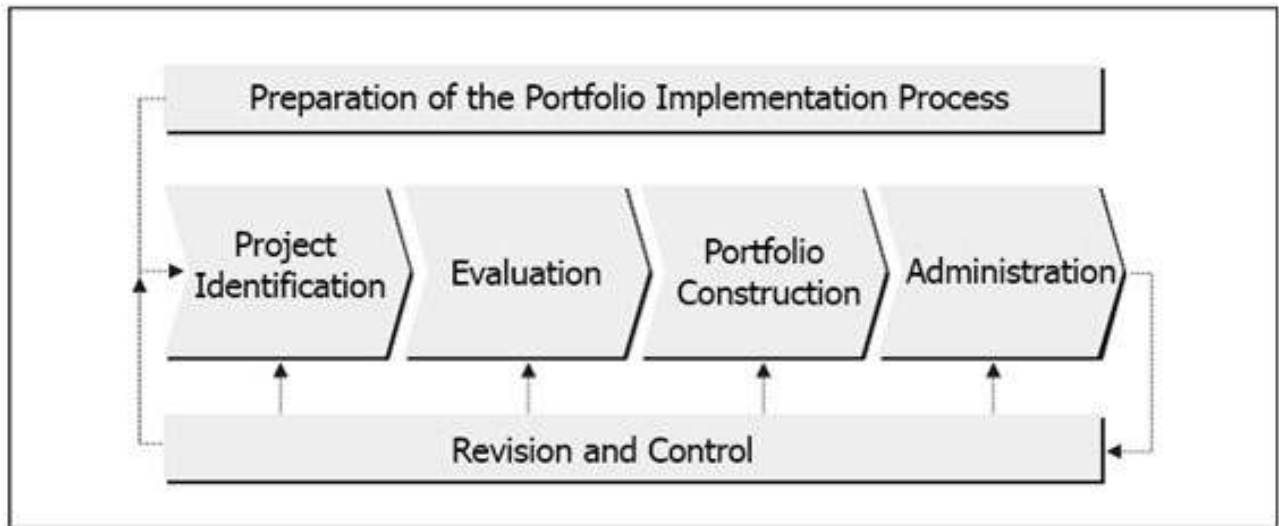 Preparation of the Portfolio Implementation Process
Project
Identification
Evaluation
Portfolio
Construction
Administration
Revision and Control